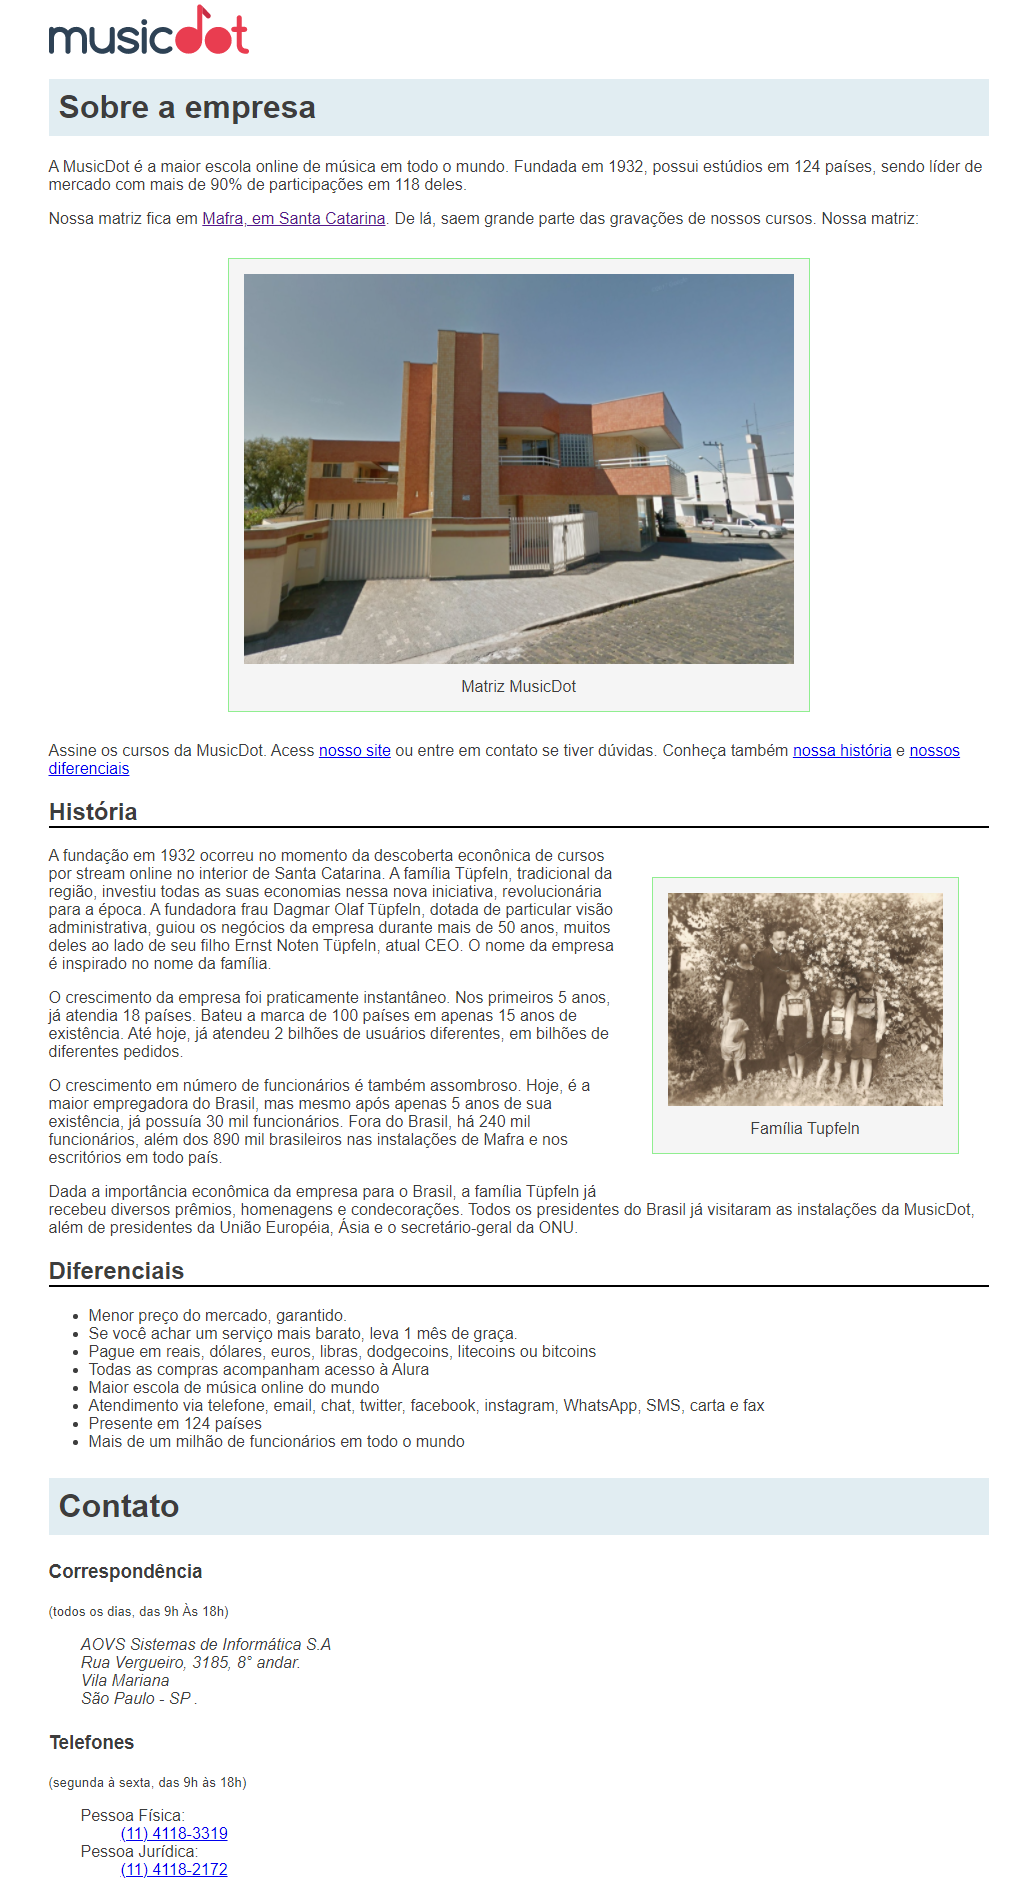 musicdot
Sobre a empresa
A MusicDot é a maior escola online de música em todo o mundo. Fundada em 1932, possui estúdios em 124 países, sendo líder de
mercado com mais de 90% de participações em 118 deles.
Nossa matriz fica em Mafra, em Santa Catarina. De lá, saem grande parte das gravações de nossos cursos. Nossa matriz:
Matriz MusicDot
Assine os cursos da MusicDot. Acess nosso site ou entre em contato se tiver dúvidas. Conheça também nossa história e nossos
diferenciais
História
A fundação em 1932 ocorreu no momento da descoberta econônica de cursos
por stream online no interior de Santa Catarina. A família Tüpfeln, tradicional da
região, investiu todas as suas economias nessa nova iniciativa, revolucionária
para a época. A fundadora frau Dagmar Olaf Tüpfeln, dotada de particular visão
administrativa, guiou os negócios da empresa durante mais de 50 anos, muitos
deles ao lado de seu filho Ernst Noten Tüpfeln, atual CEO. O nome da empresa
é inspirado no nome da família.
O crescimento da empresa foi praticamente instantâneo. Nos primeiros 5 anos,
já atendia 18 países. Bateu a marca de 100 países em apenas 15 anos de
existência. Até hoje, já atendeu 2 bilhões de usuários diferentes, em bilhões de
diferentes pedidos.
O crescimento em número de funcionários é também assombroso. Hoje, é a
maior empregadora do Brasil, mas mesmo após apenas 5 anos de sua
existência, já possuía 30 mil funcionários. Fora do Brasil, há 240 mil
funcionários, além dos 890 mil brasileiros nas instalações de Mafra e nos
escritórios em todo país.
Família Tupfeln
Dada a importância econômica da empresa para o Brasil, a família Tüpfeln já
recebeu diversos prêmios, homenagens e condecorações. Todos os presidentes do Brasil já visitaram as instalações da MusicDot,
além de presidentes da União Européia, Ásia e o secretário-geral da ONU.
Diferenciais
• Menor preço do mercado, garantido.
• Se você achar um serviço mais barato, leva 1 mês de graça.
• Pague em reais, dólares, euros, libras, dodgecoins, litecoins ou bitcoins
• Todas as compras acompanham acesso à Alura
• Maior escola de música online do mundo
• Atendimento via telefone, email, chat, twitter, facebook, instagram, WhatsApp, SMS, carta e fax
• Presente em 124 países
• Mais de um milhão de funcionários em todo o mundo
Contato
Correspondência
(todos os dias, das 9h Às 18h)
AOVS Sistemas de Informática S.A
Rua Vergueiro, 3185, 8° andar.
Vila Mariana
São Paulo - SP .
Telefones
(segunda à sexta, das 9h às 18h)
Pessoa Física:
(11) 4118-3319
Pessoa Jurídica:
(11) 4118-2172